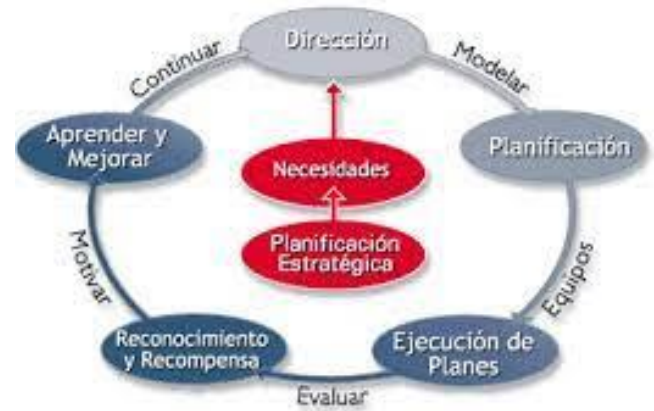 Dirección
Modelar
Planificación
Equipos
Ejecución de
Planes
Evaluar
Reconocimiento
y Recompensa
Motivar
Aprender y
Mejorar
Continuar
Necesidades
Planificación
Estratégica